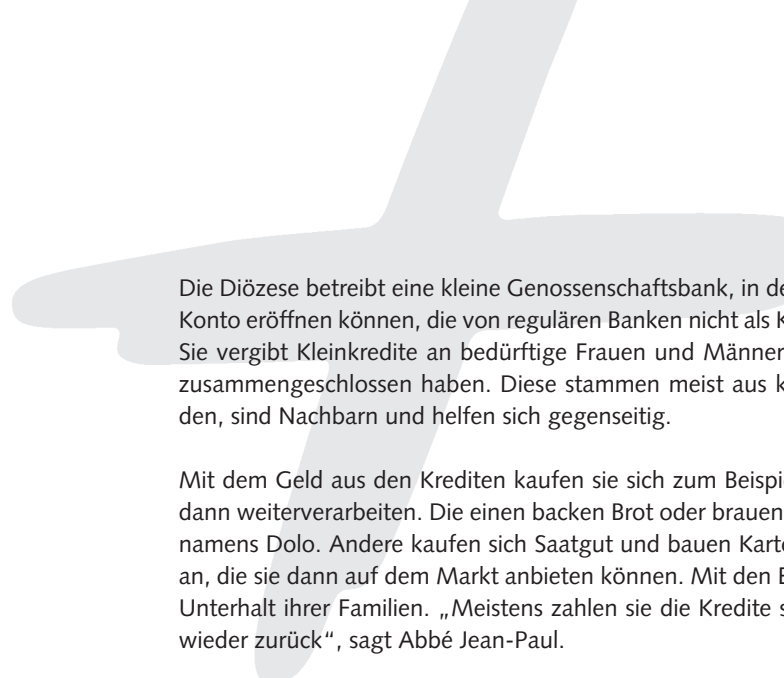 Die Diözese betreibt eine kleine Genossenschaftsbank, in
Konto eröffnen können, die von regulären Banken nicht als
Sie vergibt Kleinkredite an bedürftige Frauen und Männer
zusammengeschlossen haben. Diese stammen meist aus
den, sind Nachbarn und helfen sich gegenseitig.
Mit dem Geld aus den Krediten kaufen sie sich zum
dann weiterverarbeiten. Die einen backen Brot oder brauen
namens Dolo. Andere kaufen sich Saatgut und bauen
an, die sie dann auf dem Markt anbieten können. Mit den
Unterhalt ihrer Familien. „Meistens zahlen sie die Kredite
wieder zurück“, sagt Abbé Jean-Paul.